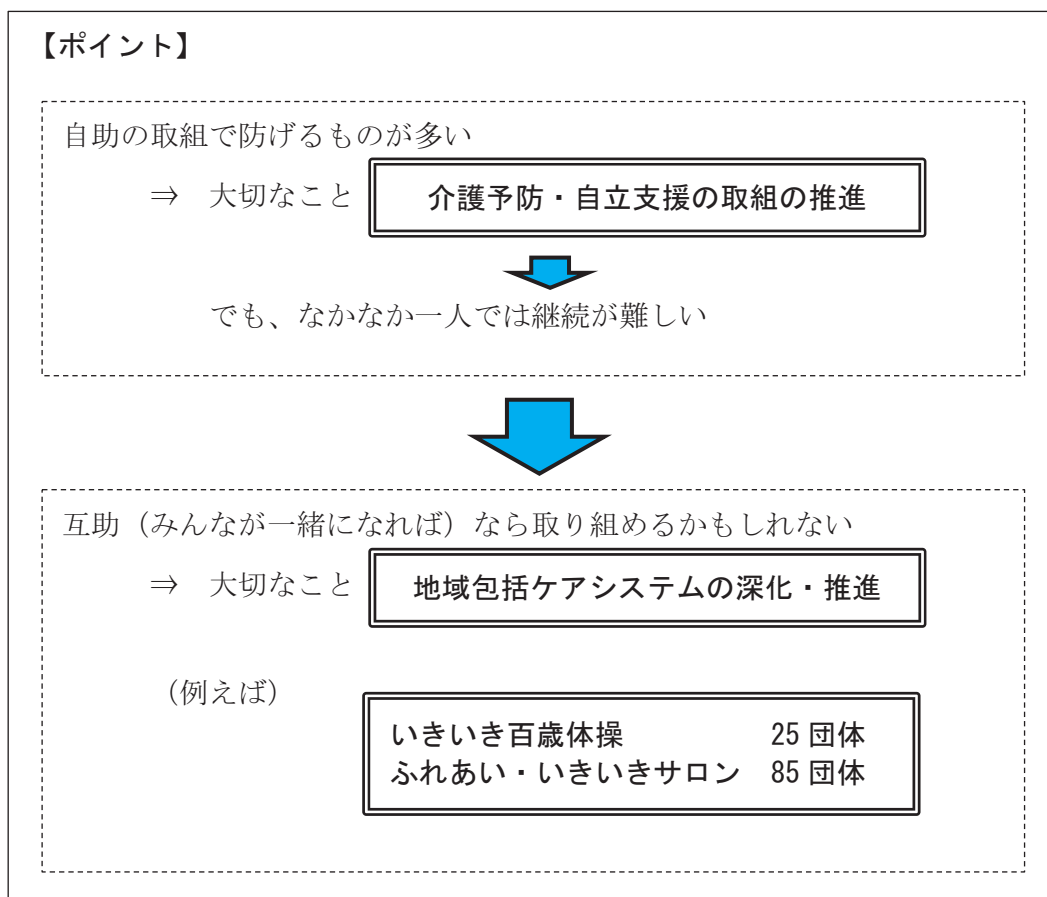 【ポイント】
自助の取組で防げるものが多い
⇒ 大切なこと 介護予防・自立支援の取組の推進
でも、なかなか一人では継続が難しい
互助(みんなが一緒になれば)なら取り組めるかもしれない
⇒ 大切なこと 地域包括ケアシステムの深化・推進
(例えば)
いきいき百歳体操 25 団体
ふれあい・いきいきサロン 85 団体